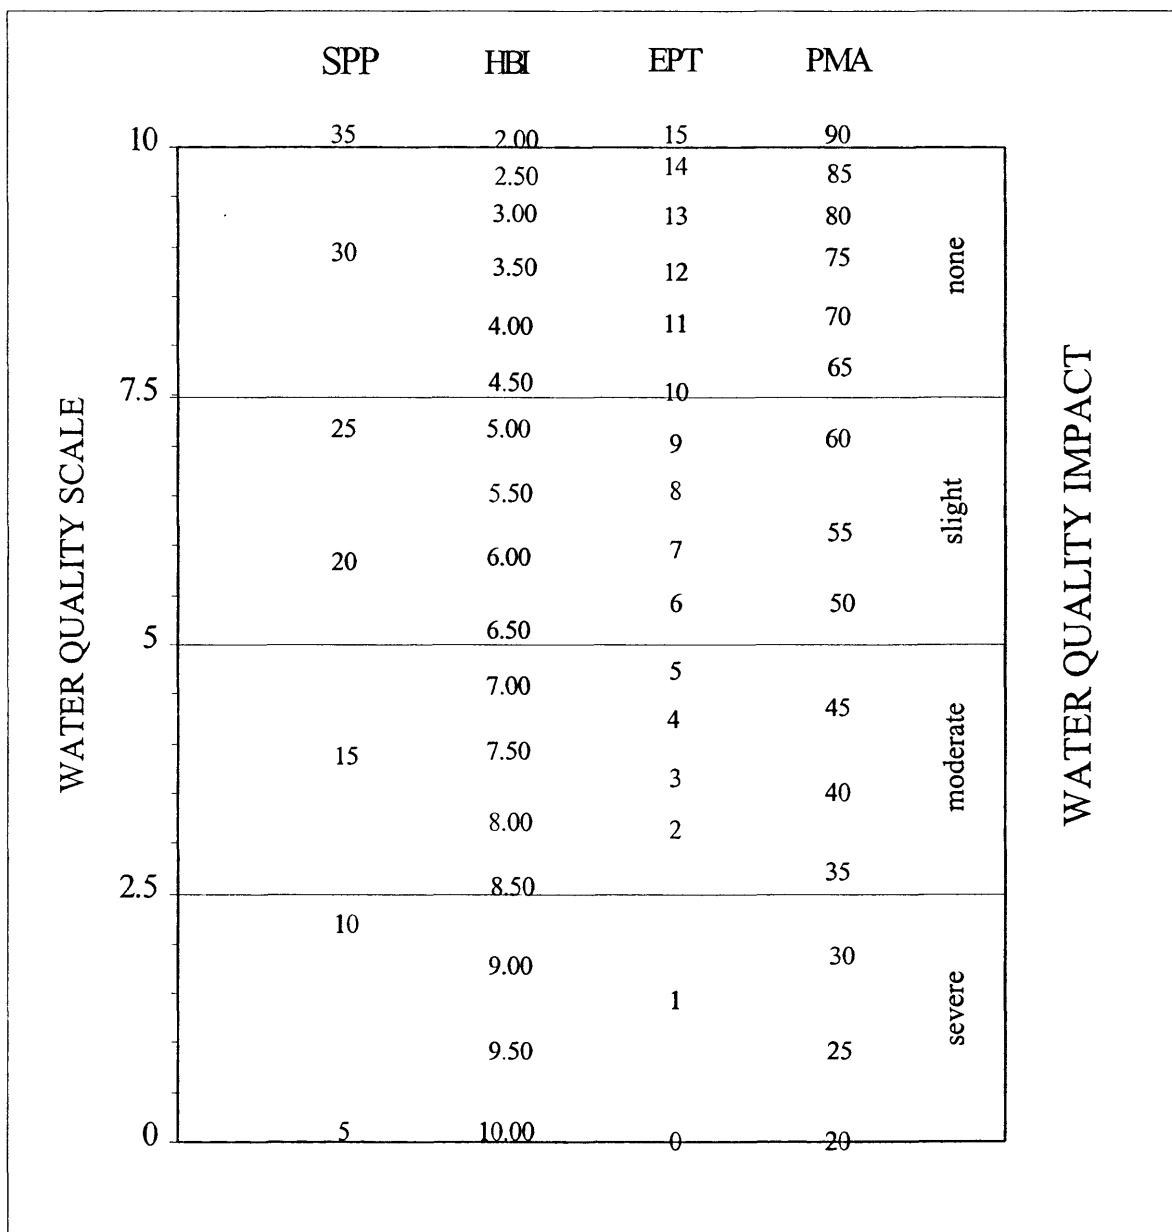 SPP HBI EPT PMA
10 35 2.00 15 90
2.50 14 85
3.00 13 80
30 3.50 12 75 none
4.00 11 70
7.5 4.50 10 65
25 5.00 9 60
5.50 8 slight
20 6.00 7 55
6 50
5 6.50
7.00 5 45
4 moderate
15 7.50 3 40
8.00 2
2.5 8.50 35
10
9.00 30
1 severe
9.50 25
0 5 10.00 0 20
WATER QUALITY SCALE
WATER QUALITY IMPACT